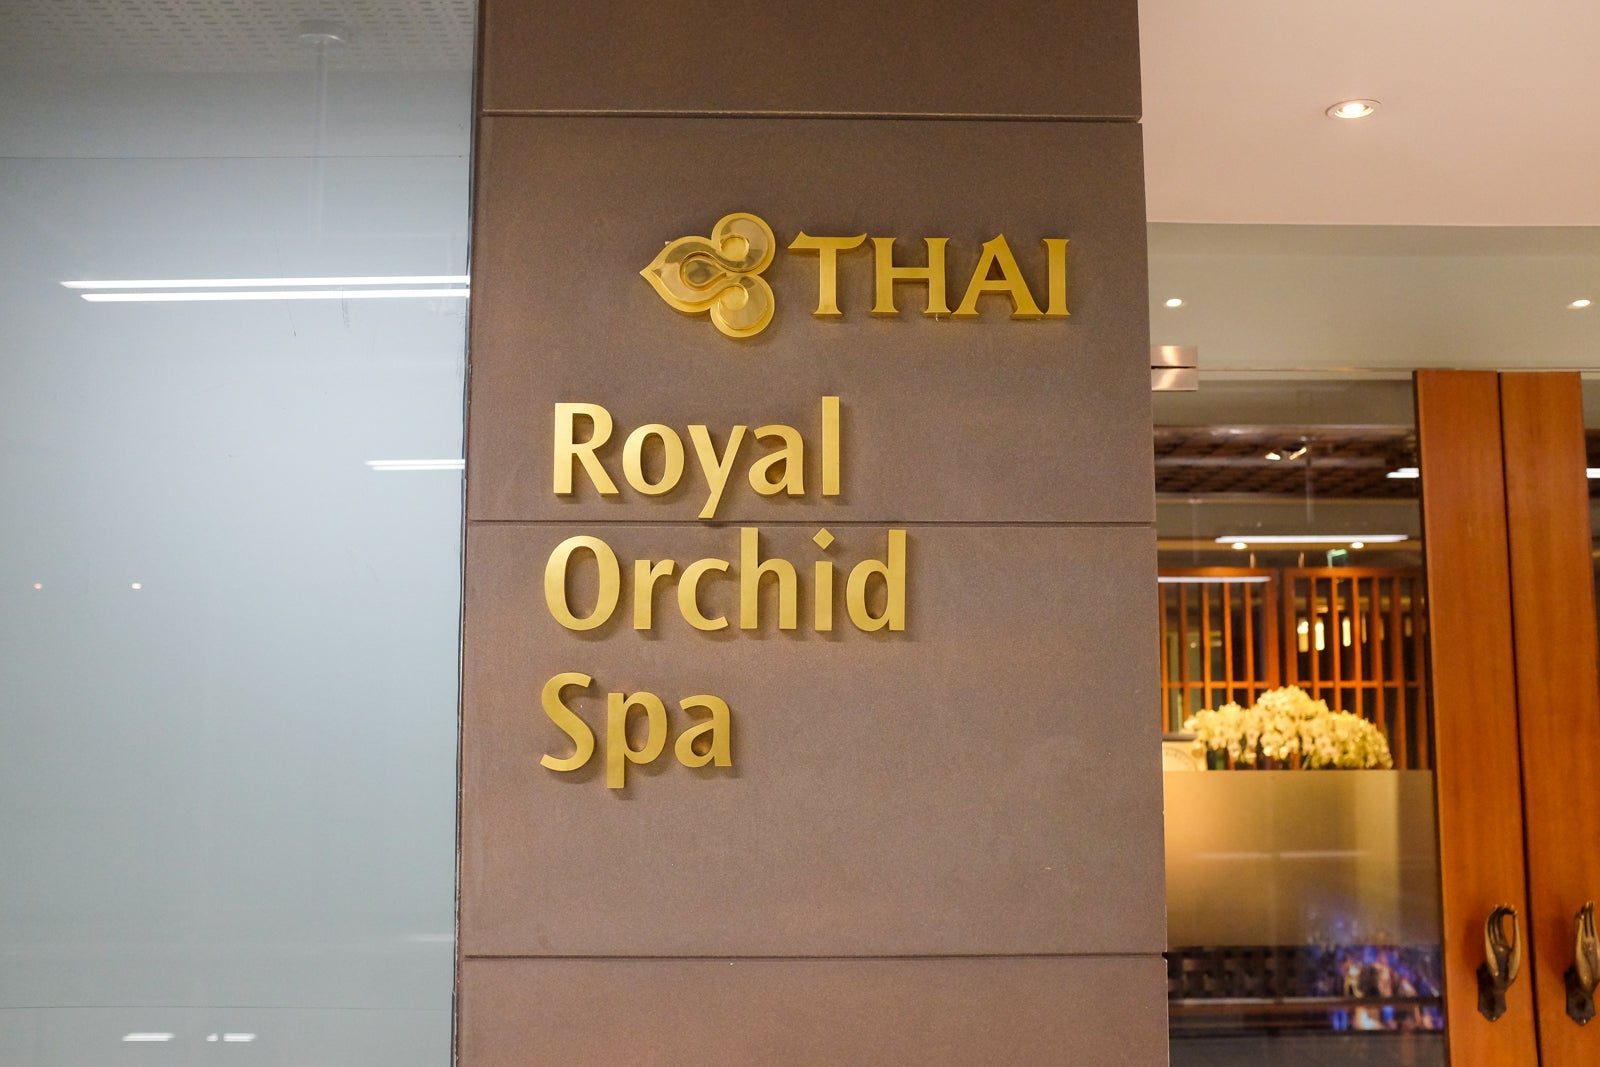 THAI
Royal
Orchid
Spa